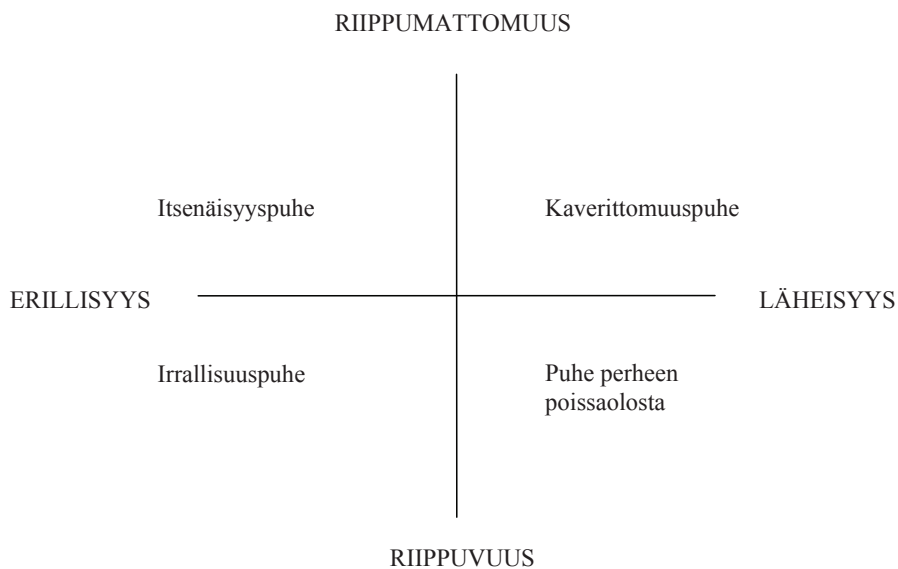 RIIPPUMATTOMUUS
Itsenäisyyspuhe
Kaverittomuuspuhe
ERILLISYYS
LÄHEISYYS
Irrallisuuspuhe
Puhe perheen
poissaolosta
RIIPPUVUUS